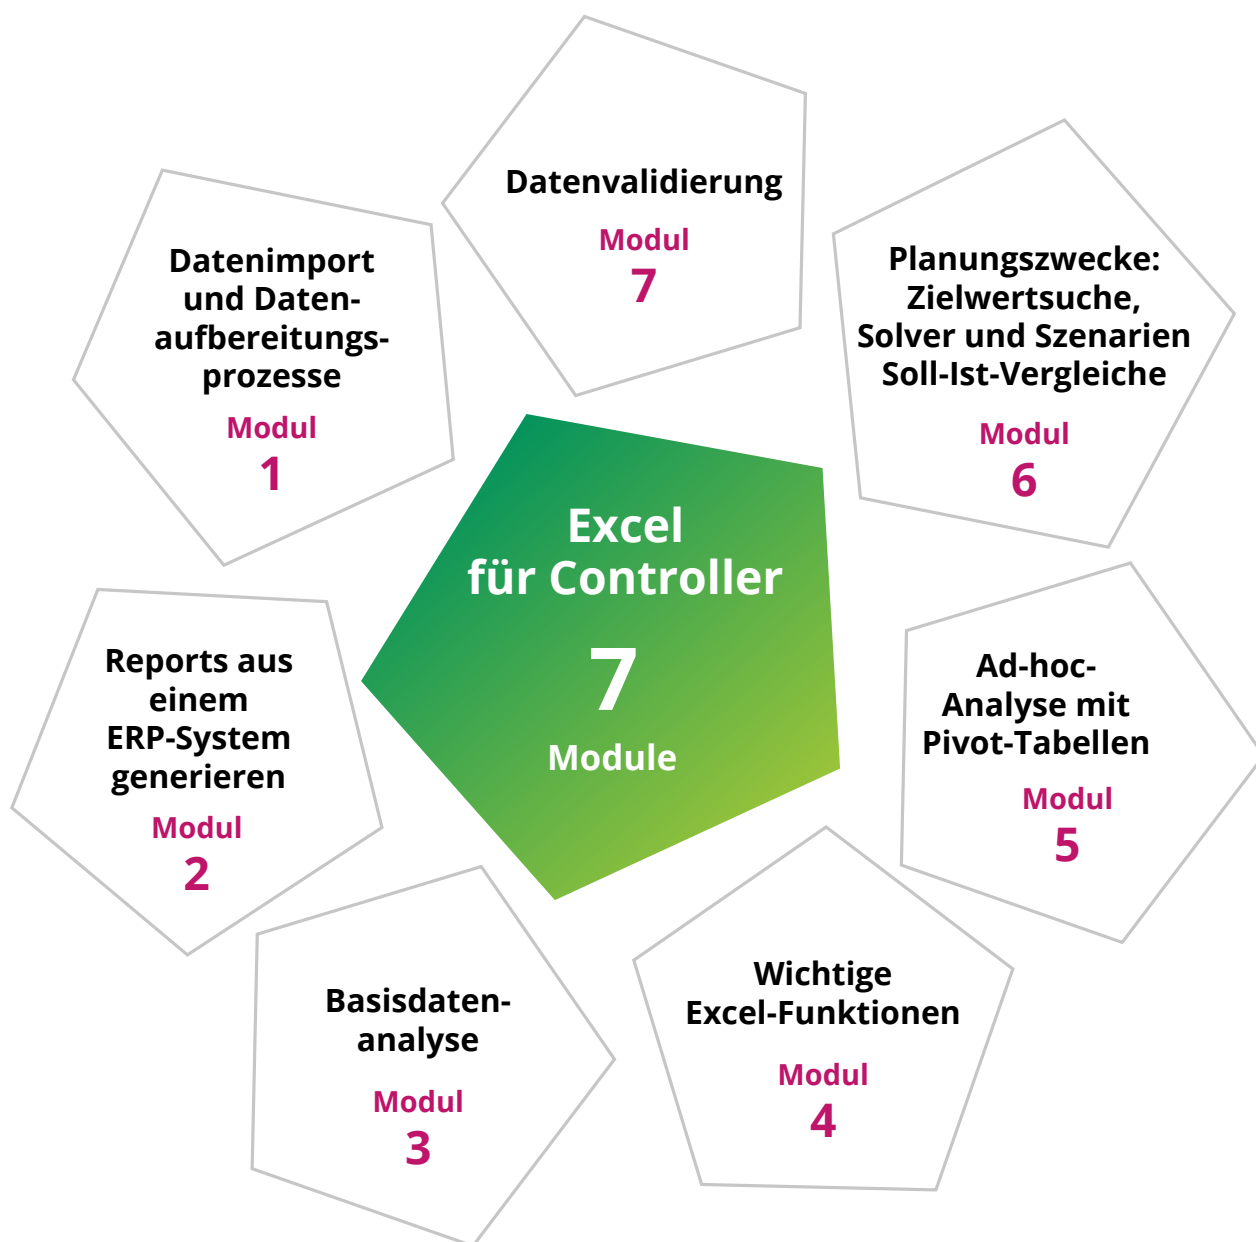 Datenvalidierung
Modul
7
Datenimport
und Daten-
aufbereitungs-
prozesse
Modul
1
Planungszwecke:
Zielwertsuche,
Solver und Szenarien
Soll-Ist-Vergleiche
Modul
6
Excel
für Controller
7
Module
Reports aus
einem
ERP-System
generieren
Modul
2
Ad-hoc-
Analyse mit
Pivot-Tabellen
Modul
5
Basisdaten-
analyse
Modul
3
Wichtige
Excel-Funktionen
Modul
4